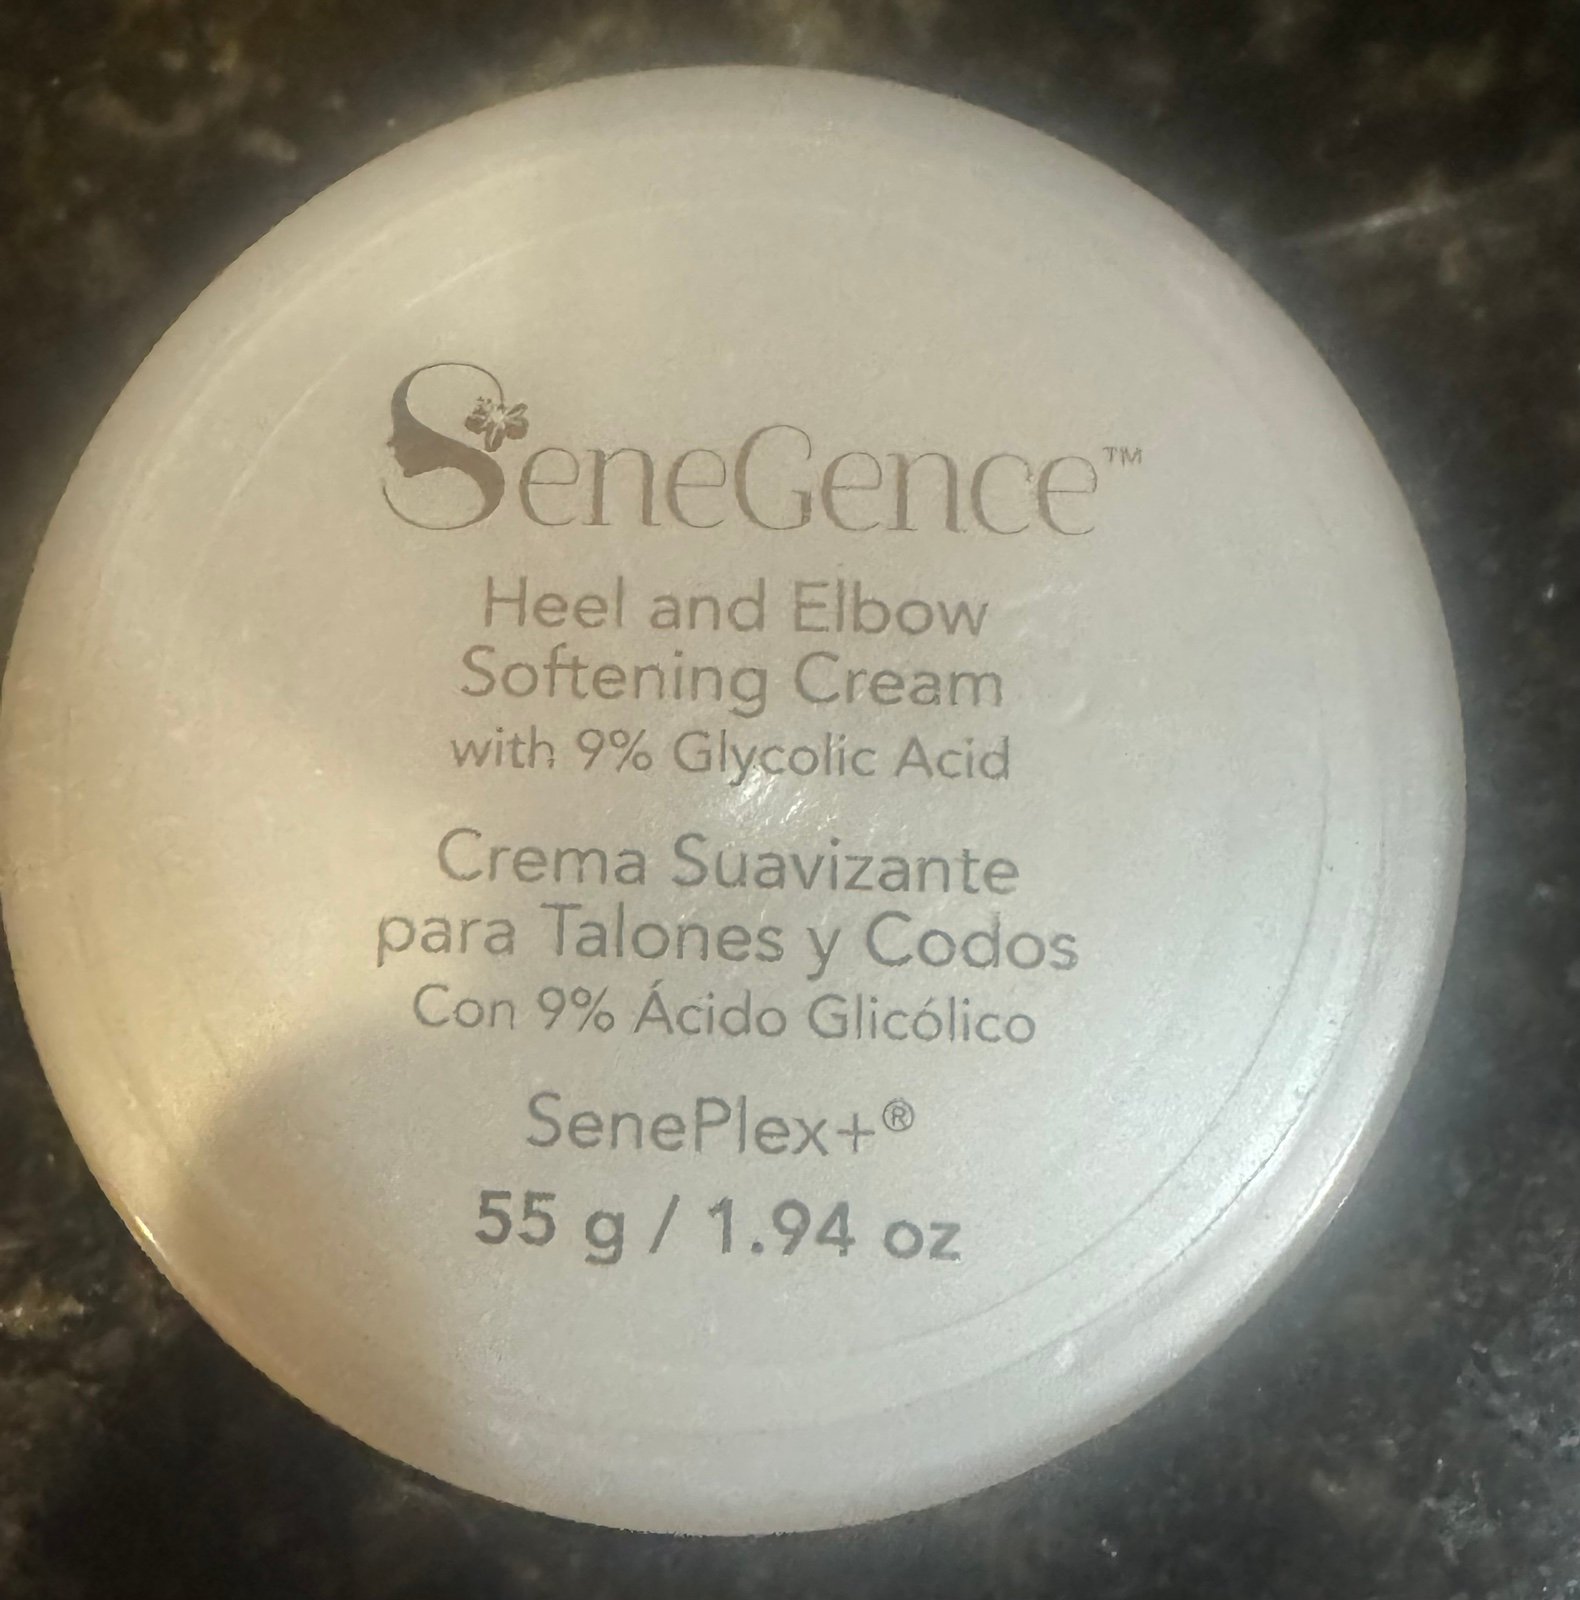 SeneGence™
Heel and Elbow
Softening Cream
with 9% Glycolic Acid
Crema Suavizante
para Talones y Codos
Con 9% Ácido Glicólico
SenePlex+®
55 g / 1.94 oz